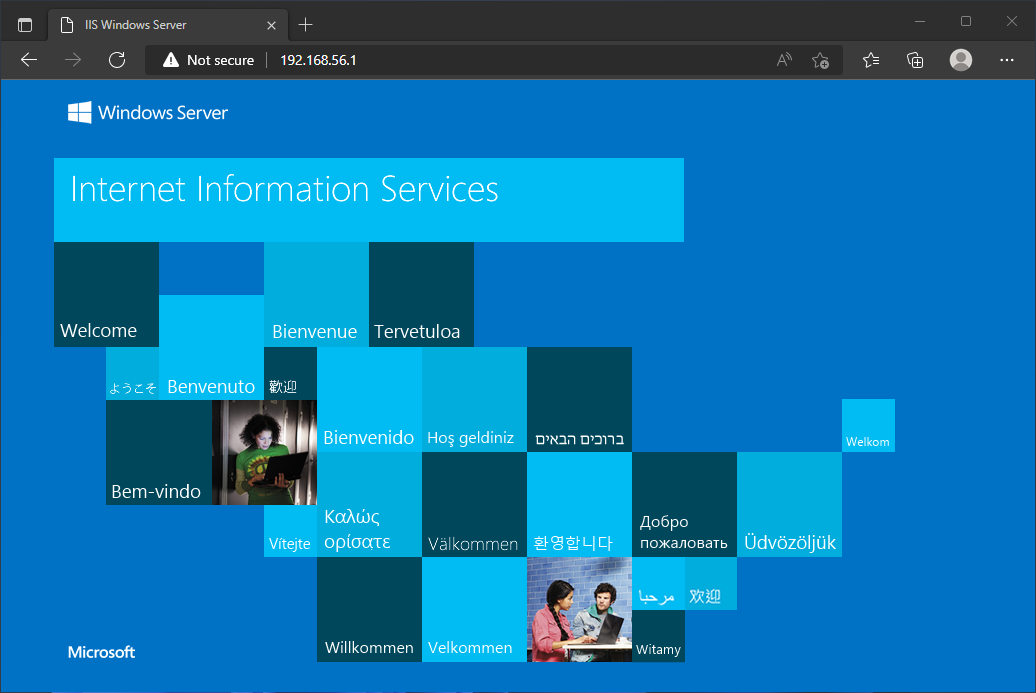 IIS Windows Server
Not secure
192.168.56.1
Windows Server
Internet Information Services
Welcome
Bienvenue
Tervetuloa
ようこそ
Benvenuto
歡迎
Bienvenido
Hoş geldiniz
ברוכים הבאים
Welkom
Bem-vindo
Vítejte
Καλώς
ορίσατε
Välkommen
환영합니다
Добро
пожаловать
Üdvözöljük
Willkommen
Velkommen
مرحبا
欢迎
Witamy
Microsoft